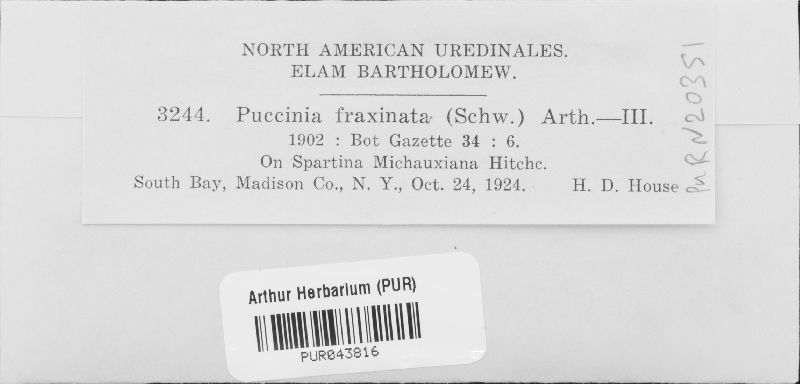 NORTH AMERICAN UREDINALES.
ELAM BARTHOLOMEW.
3244. Puccinia fraxinata (Schw.) Arth.—III.
1902 : Bot Gazette 34 : 6.
On Spartina Michauxiana Hitchc.
South Bay, Madison Co., N. Y., Oct. 24, 1924. H. D. House
PUR N20351
Arthur Herbarium (PUR)
PUR043816